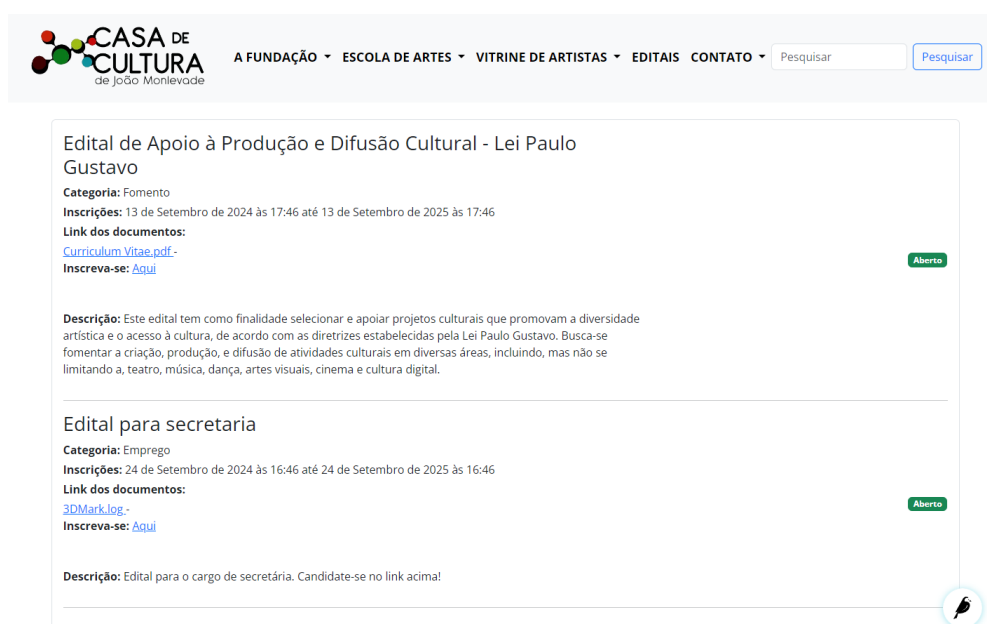 CASA DE
CULTURA
de João Monlevade
A FUNDAÇÃO ESCOLA DE ARTES VITRINE DE ARTISTAS EDITAIS CONTATO Pesquisar Pesquisar
Edital de Apoio à Produção e Difusão Cultural - Lei Paulo
Gustavo
Categoria: Fomento
Inscrições: 13 de Setembro de 2024 às 17:46 até 13 de Setembro de 2025 às 17:46
Link dos documentos:
Curriculum Vitae.pdf -
Inscreva-se: Aqui
Aberto
Descrição: Este edital tem como finalidade selecionar e apoiar projetos culturais que promovam a diversidade
artística e o acesso à cultura, de acordo com as diretrizes estabelecidas pela Lei Paulo Gustavo. Busca-se
fomentar a criação, produção, e difusão de atividades culturais em diversas áreas, incluindo, mas não se
limitando a, teatro, música, dança, artes visuais, cinema e cultura digital.
Edital para secretaria
Categoria: Emprego
Inscrições: 24 de Setembro de 2024 às 16:46 até 24 de Setembro de 2025 às 16:46
Link dos documentos:
3DMark.log -
Inscreva-se: Aqui
Aberto
Descrição: Edital para o cargo de secretária. Candidate-se no link acima!